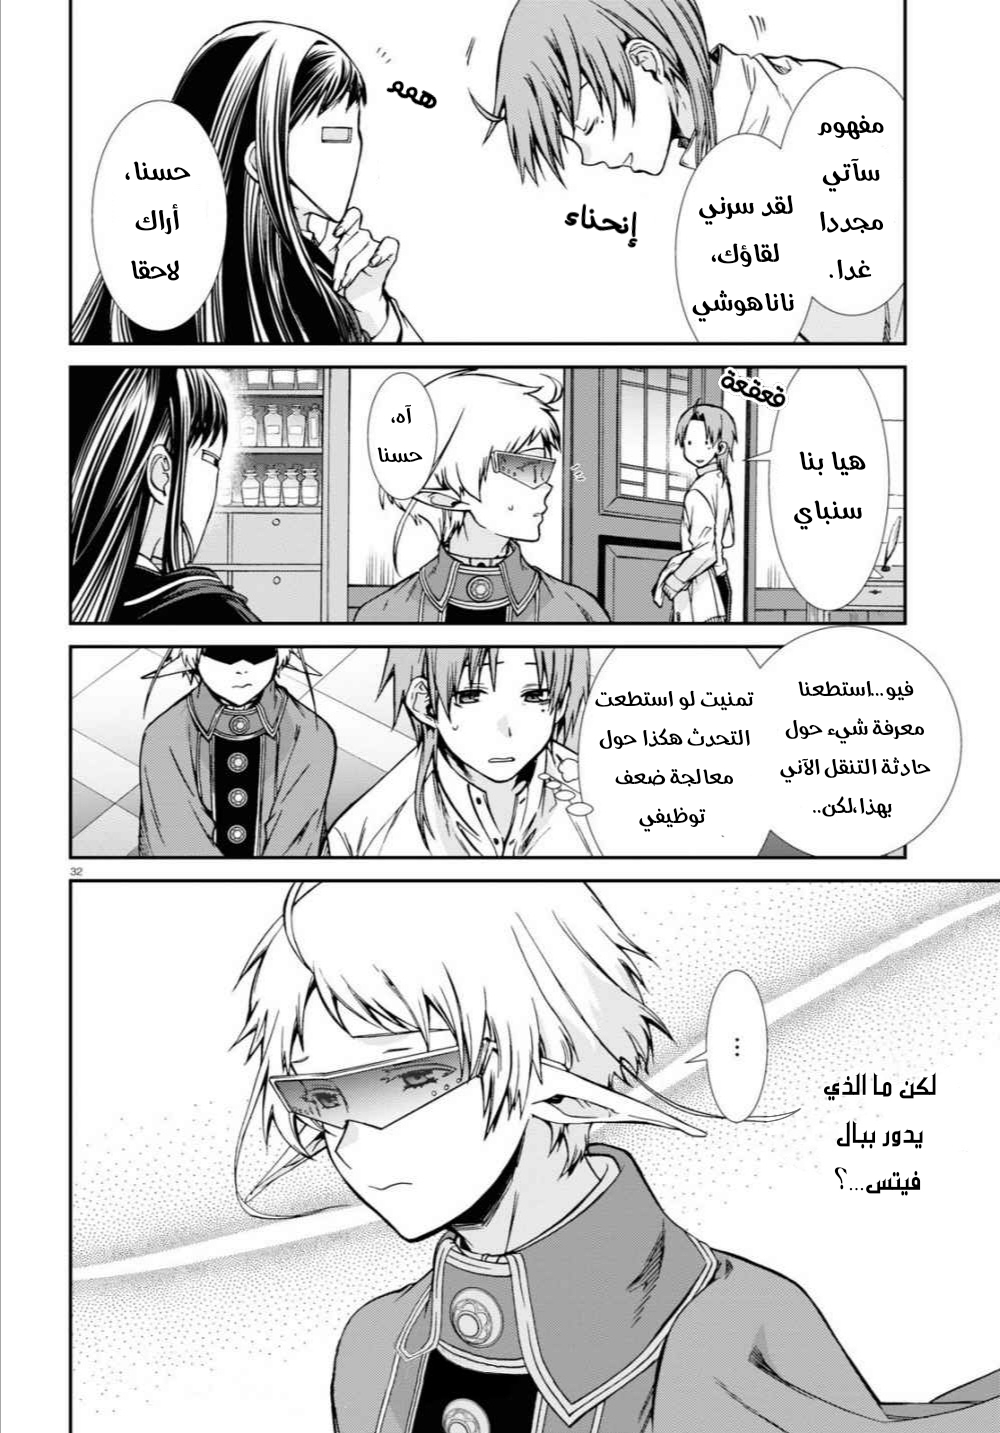 مفهوم
سآتي
مجددا
غدا.
لقد سرني
لقاؤك،
ناناهوشي
إنحناء
همم
حسنا،
أراك
لاحقا
قعقعة
هيا بنا
سنباي
آه،
حسنا
فيو...استطعنا
معرفة شيء حول
حادثة التنقل الآني
بهذا،لكن..
تمنيت لو استطعت
التحدث هكذا حول
معالجة ضعف
توظيفي
32
...
لكن ما الذي
يدور ببال
فيتس...؟